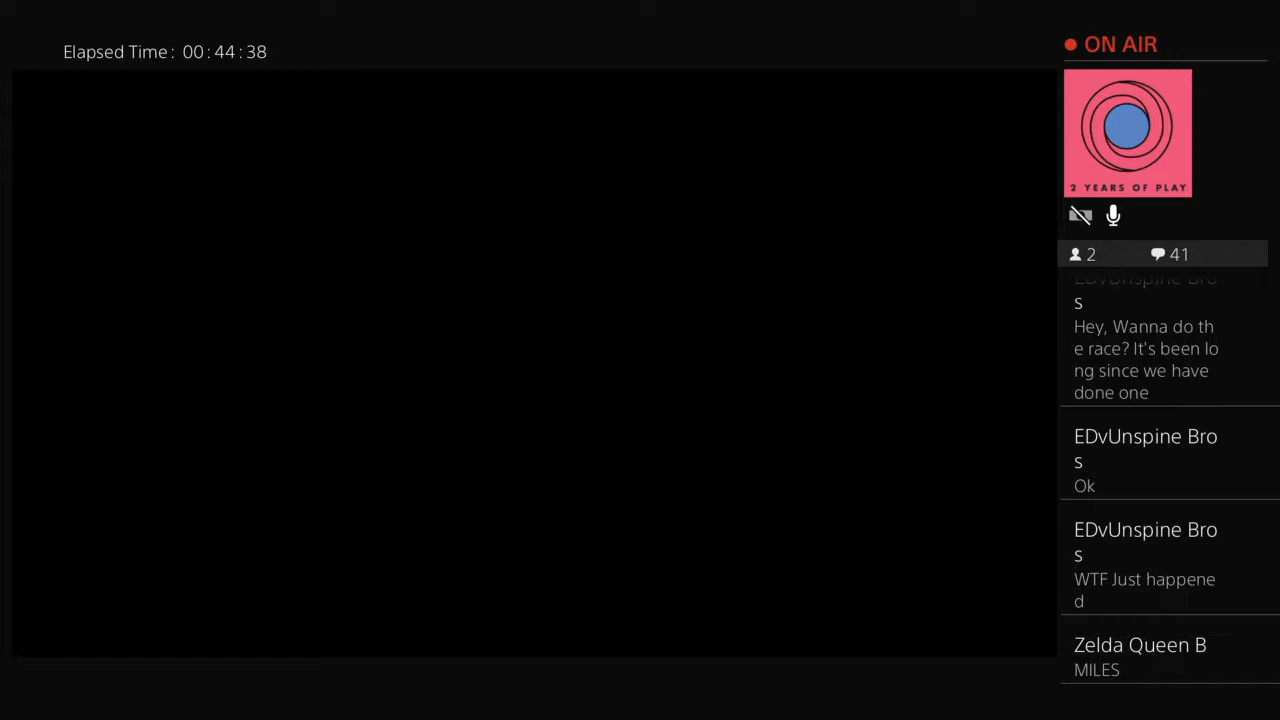 Elapsed Time: 00:44:38
ON AIR
2 YEARS OF PLAY
2 41
EDvUnspine Bro
s
Hey, Wanna do th
e race? It's been lo
ng since we have
done one
EDvUnspine Bro
s
Ok
EDvUnspine Bro
s
WTF Just happene
d
Zelda Queen B
MILES